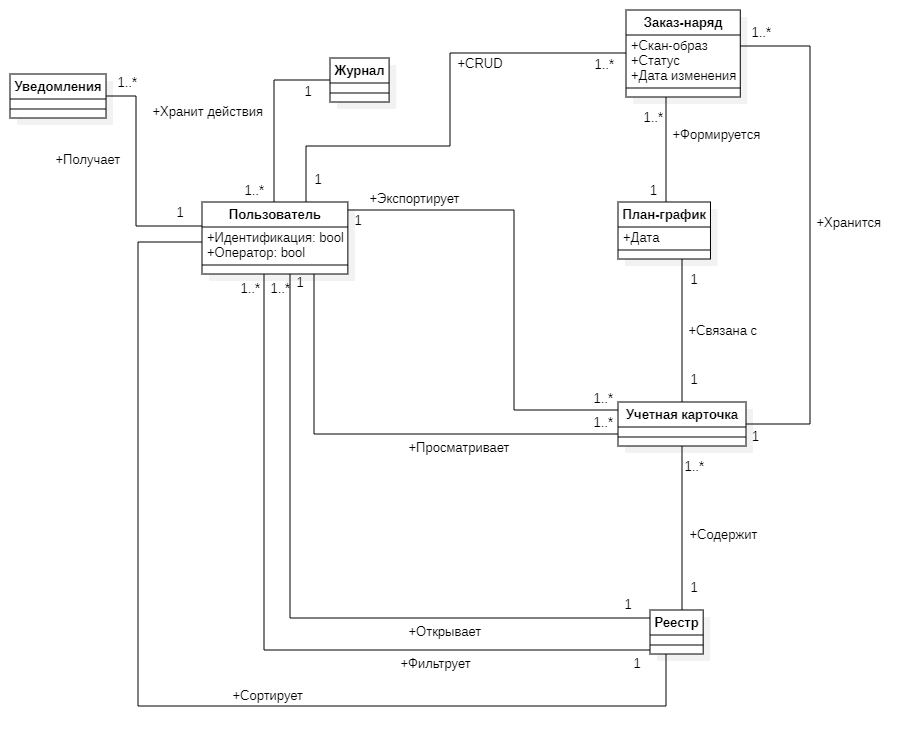 Заказ-наряд
1..*
+Скан-образ
+Статус
+Дата изменения
+CRUD
1..*
Журнал
1
Уведомления
1..*
+Хранит действия
1..*
+Формируется
+Получает
1
1..*
+Экспортирует
1
1
1
План-график
+Дата
Пользователь
+Идентификация: bool
+Оператор: bool
+Хранится
1..*
1..*
1
1
+Связана с
1
1..*
1..*
Учетная карточка
1
+Просматривает
1..*
+Содержит
1
1
Реестр
+Открывает
+Фильтрует
1
+Сортирует